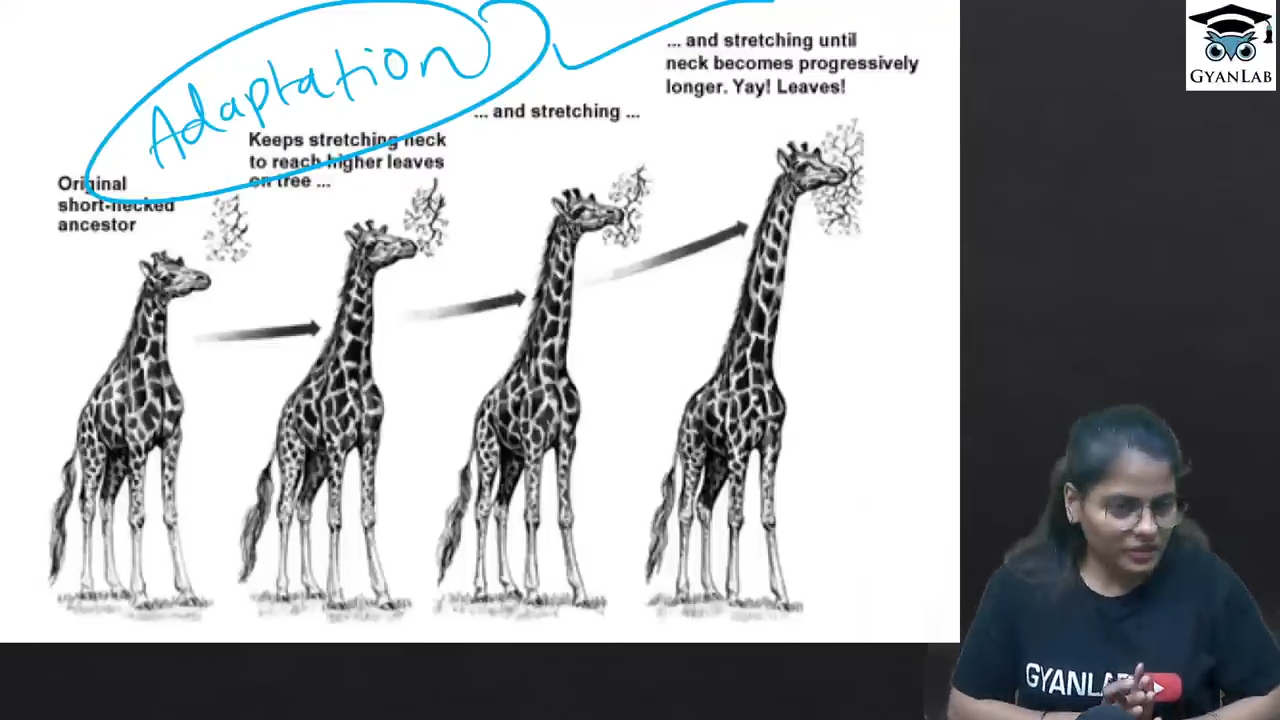 Adaptation
Original
short-necked
ancestor
Keeps stretching neck
to reach higher leaves
on tree ...
... and stretching ...
... and stretching until
neck becomes progressively
longer. Yay! Leaves!
GYANLAB
GYANLAB